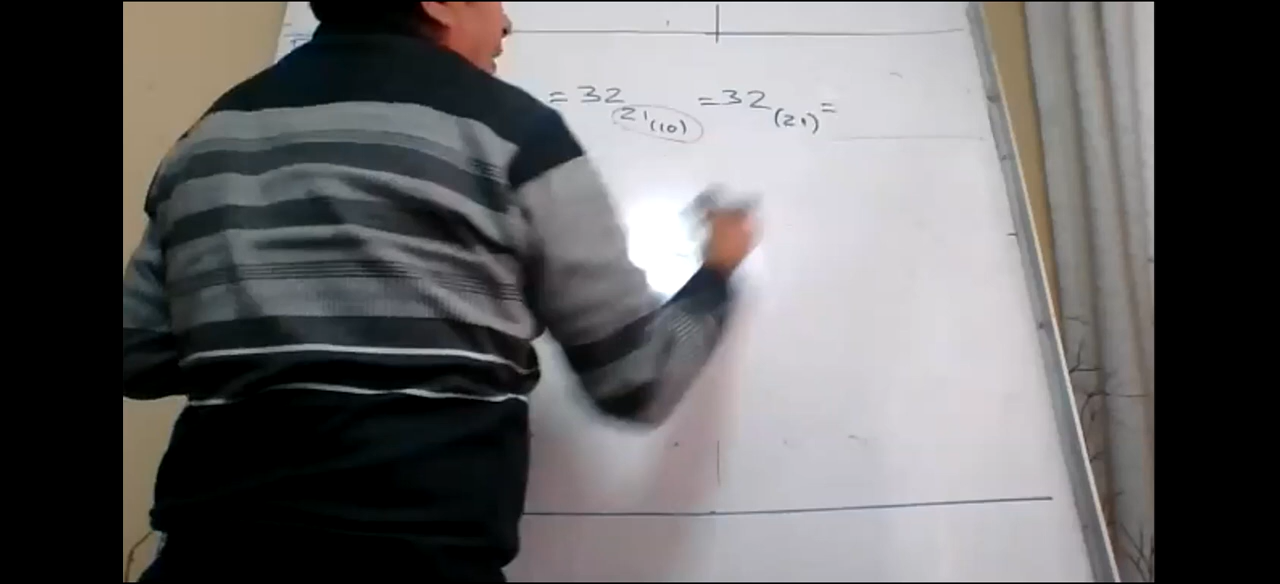 = 32 21(10) = 32 (21) =